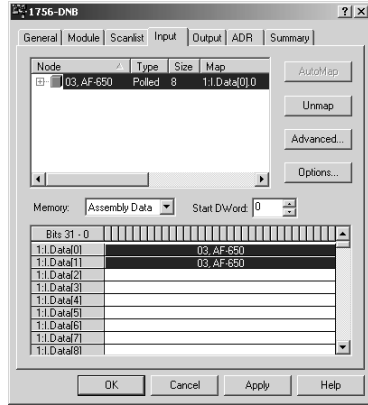 1756-DNB
General Module Scanlist Input Output ADR Summary
Node Type Size Map
03, AF-650 Polled 8 1:I.Data[0].0
AutoMap
Unmap
Advanced...
Options...
Memory: Assembly Data Start DWord: 0
Bits 31 - 0
1:I.Data[0] 03, AF-650
1:I.Data[1] 03, AF-650
1:I.Data[2]
1:I.Data[3]
1:I.Data[4]
1:I.Data[5]
1:I.Data[6]
1:I.Data[7]
1:I.Data[8]
OK Cancel Apply Help